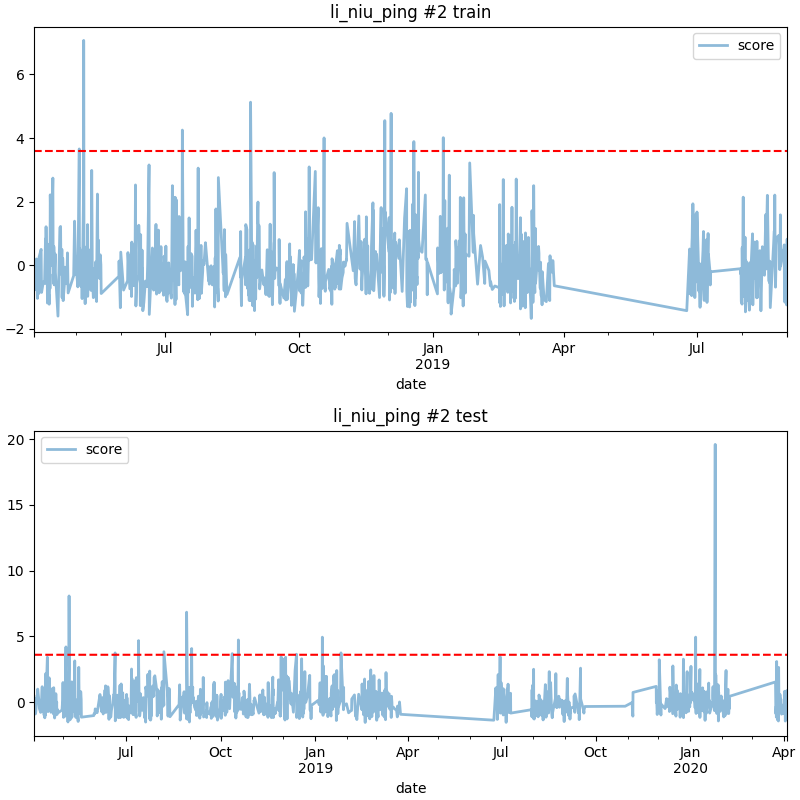 li_niu_ping #2 train
score
6
4
2
0
−2
Jul
Oct
Jan
2019
Apr
Jul
date
li_niu_ping #2 test
score
20
15
10
5
0
Jul
Oct
Jan
2019
Apr
Jul
Oct
Jan
2020
Apr
date